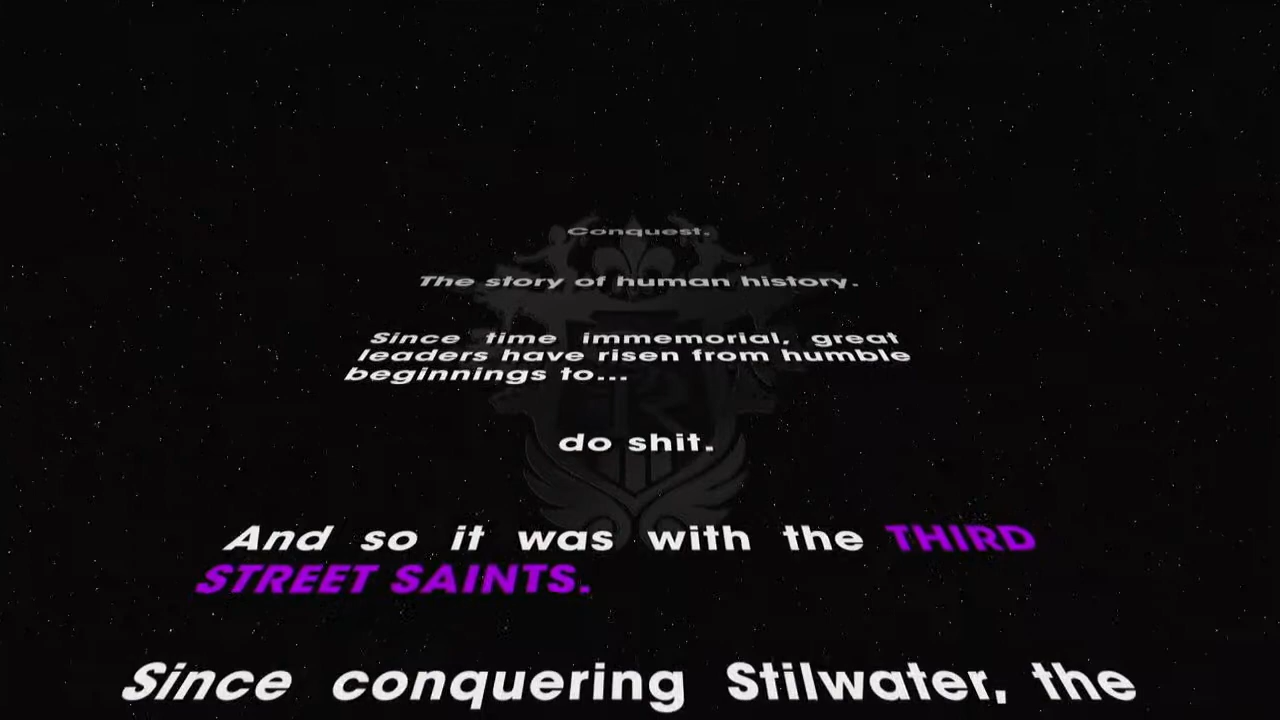 Conquest.
The story of human history.
Since time immemorial, great
leaders have risen from humble
beginnings to...
do shit.
And so it was with the THIRD
STREET SAINTS.
Since conquering Stilwater, the